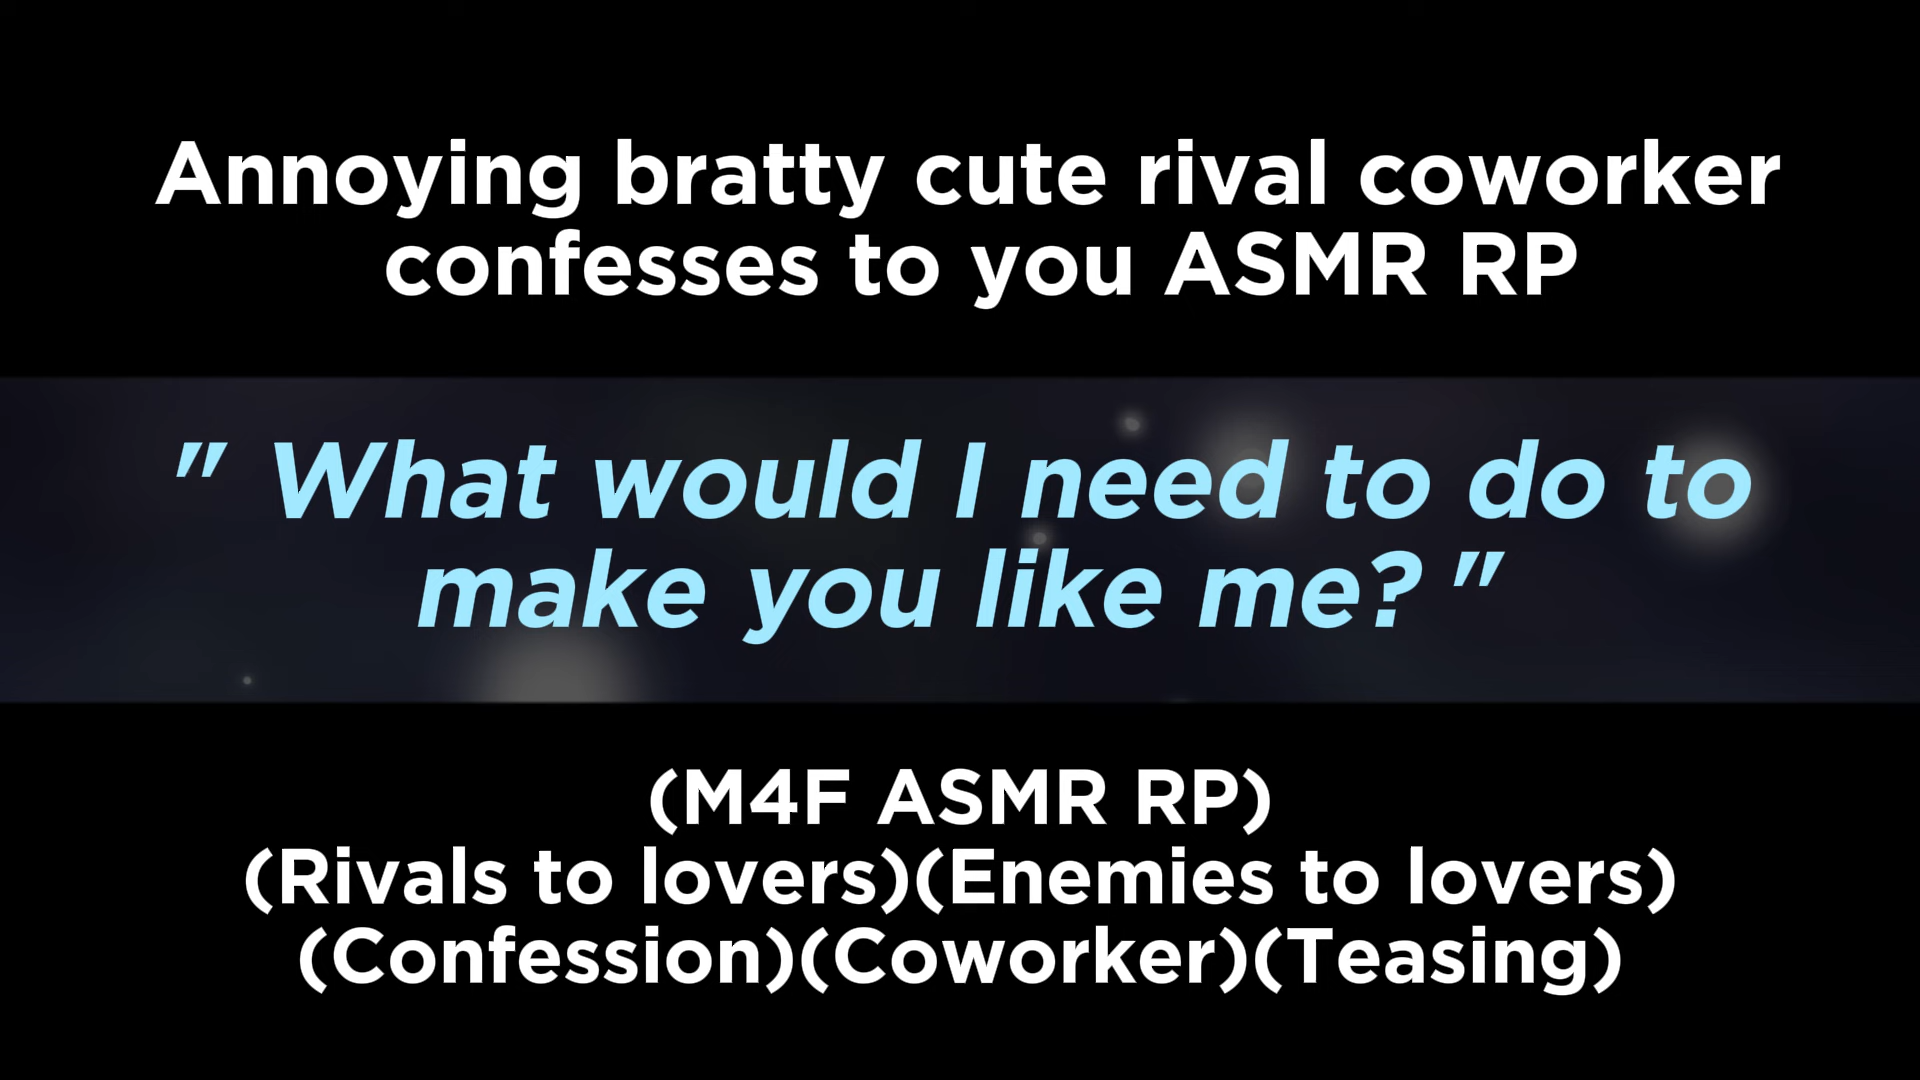 Annoying bratty cute rival coworker
confesses to you ASMR RP
" What would I need to do to
make you like me? "
(M4F ASMR RP)
(Rivals to lovers)(Enemies to lovers)
(Confession)(Coworker)(Teasing)